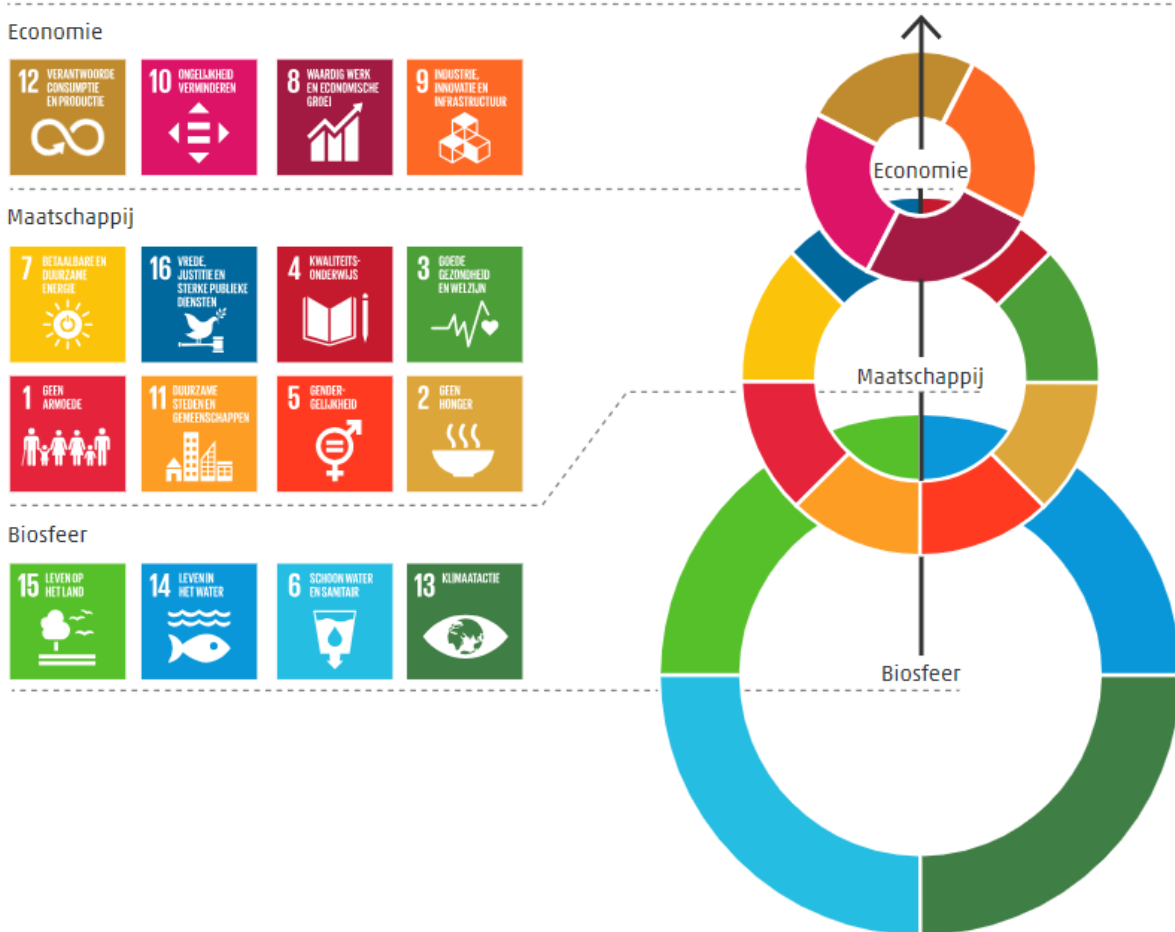 Economie
12 VERANTWOORDE
CONSUMPTIE
EN PRODUCTIE
10 ONGELIJKHEID
VERMINDEREN
8 WAARDIG WERK
EN ECONOMISCHE
GROEI
9 INDUSTRIE,
INNOVATIE EN
INFRASTRUCTUUR
Maatschappij
7 BETAALBARE EN
DUURZAME
ENERGIE
16 VREDE,
JUSTITIE EN
STERKE PUBLIEKE
DIENSTEN
4 KWALITEITS-
ONDERWIJS
3 GOEDE
GEZONDHEID
EN WELZIJN
1 GEEN
ARMOEDE
11 DUURZAME
STEDEN EN
GEMEENSCHAPPEN
5 GENDER-
GELIJKHEID
2 GEEN
HONGER
Biosfeer
15 LEVEN OP
HET LAND
14 LEVEN IN
HET WATER
6 SCHOON WATER
EN SANITAIR
13 KLIMAATACTIE
Economie
Maatschappij
Biosfeer